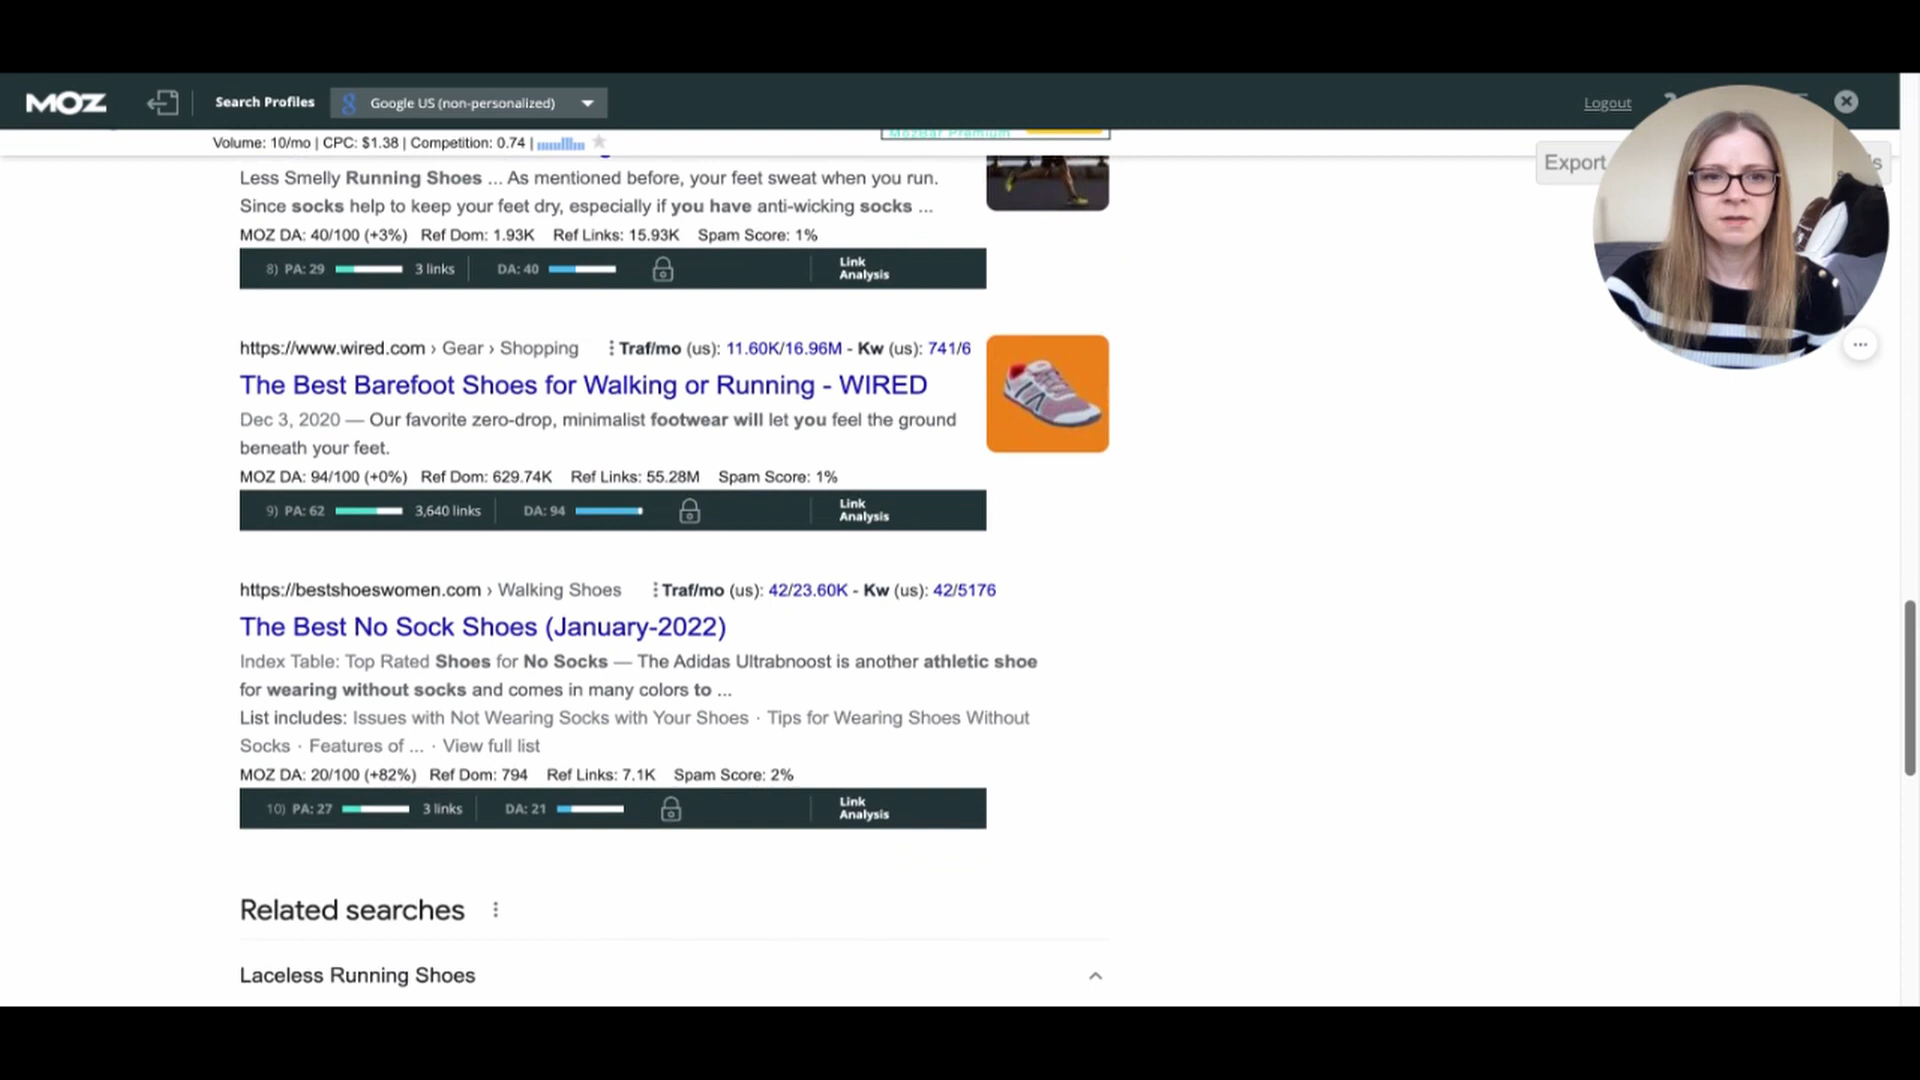 MOZ
Search Profiles
Google US (non-personalized)
Logout
Volume: 10/mo | CPC: $1.38 | Competition: 0.74 |
MozBar Premium
Export
Less Smelly Running Shoes ... As mentioned before, your feet sweat when you run.
Since socks help to keep your feet dry, especially if you have anti-wicking socks ...
MOZ DA: 40/100 (+3%) Ref Dom: 1.93K Ref Links: 15.93K Spam Score: 1%
8) PA: 29 3 links DA: 40 Link Analysis
https://www.wired.com › Gear › Shopping Traf/mo (us): 11.60K/16.96M - Kw (us): 741/6
The Best Barefoot Shoes for Walking or Running - WIRED
Dec 3, 2020 — Our favorite zero-drop, minimalist footwear will let you feel the ground
beneath your feet.
MOZ DA: 94/100 (+0%) Ref Dom: 629.74K Ref Links: 55.28M Spam Score: 1%
9) PA: 62 3,640 links DA: 94 Link Analysis
https://bestshoeswomen.com › Walking Shoes Traf/mo (us): 42/23.60K - Kw (us): 42/5176
The Best No Sock Shoes (January-2022)
Index Table: Top Rated Shoes for No Socks — The Adidas Ultrabnoost is another athletic shoe
for wearing without socks and comes in many colors to ...
List includes: Issues with Not Wearing Socks with Your Shoes · Tips for Wearing Shoes Without
Socks · Features of ... · View full list
MOZ DA: 20/100 (+82%) Ref Dom: 794 Ref Links: 7.1K Spam Score: 2%
10) PA: 27 3 links DA: 21 Link Analysis
Related searches
Laceless Running Shoes